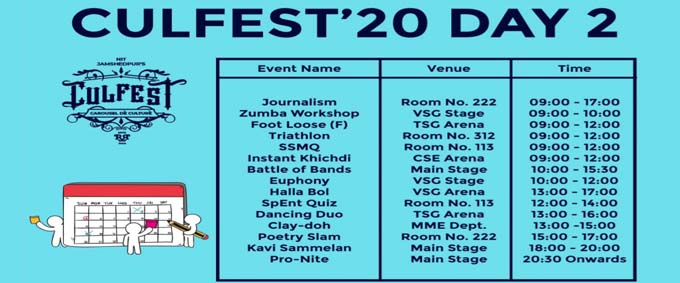 CULFEST'20 DAY 2
NIT
JAMSHEDPUR'S
CULFEST
CAROUSEL DE CULTURE
Event Name Venue Time
Journalism Room No. 222 09:00 - 17:00
Zumba Workshop VSG Stage 09:00 - 10:00
Foot Loose (F) TSG Arena 09:00 - 12:00
Triathlon Room No. 312 09:00 - 12:00
SSMQ Room No. 113 09:00 - 12:00
Instant Khichdi CSE Arena 09:00 - 12:00
Battle of Bands Main Stage 10:00 - 15:30
Euphony VSG Stage 10:00 - 12:00
Halla Bol VSG Arena 13:00 - 17:00
SpEnt Quiz Room No. 113 12:00 - 14:00
Dancing Duo TSG Arena 13:00 - 16:00
Clay-doh MME Dept. 13:00 -15:00
Poetry Slam Room No. 222 15:00 - 17:00
Kavi Sammelan Main Stage 18:00 - 20:00
Pro-Nite Main Stage 20:30 Onwards
SUN MON TUE WED THU FRI SAT